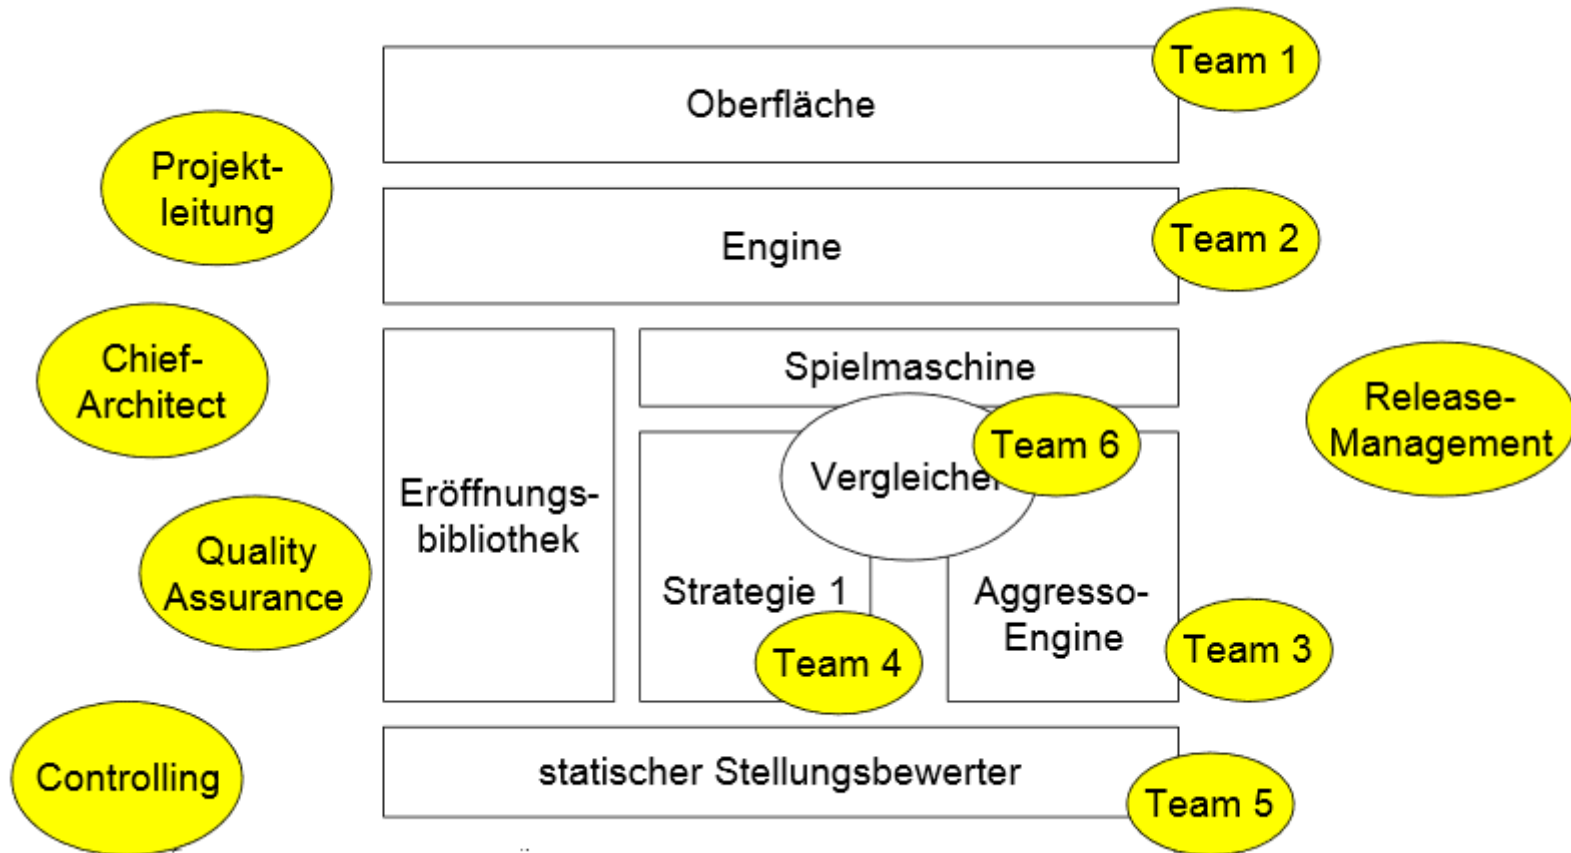 Team 1
Oberfläche
Projekt-
leitung
Engine
Team 2
Chief-
Architect
Spielmaschine
Release-
Management
Team 6
Vergleicher
Eröffnungs-
bibliothek
Quality
Assurance
Strategie 1
Aggresso-
Engine
Team 4
Team 3
Controlling
statischer Stellungsbewerter
Team 5